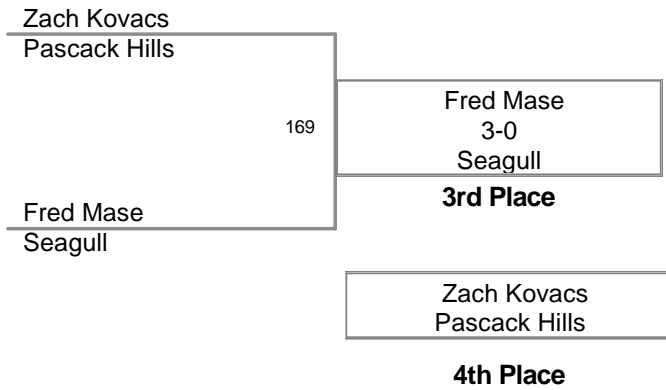 Zach Kovacs
Pascack Hills
169
Fred Mase
3-0
Seagull
3rd Place
Fred Mase
Seagull
Zach Kovacs
Pascack Hills
4th Place